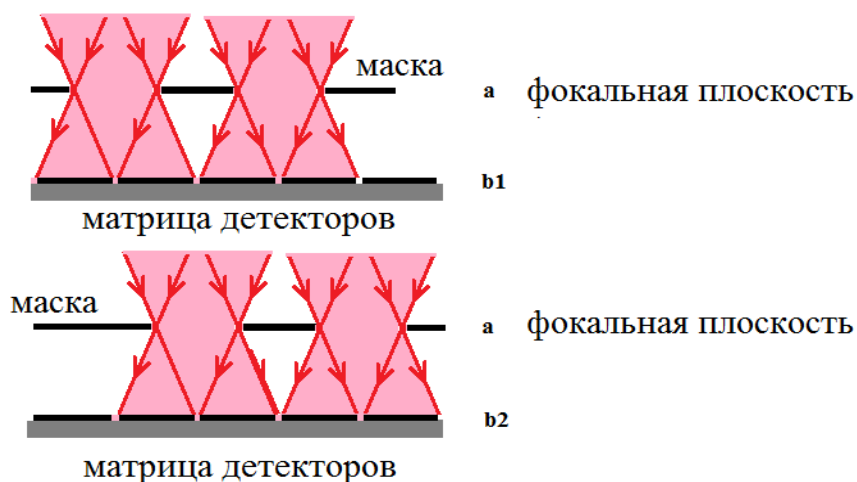 маска
a фокальная плоскость
b1
матрица детекторов
маска
a фокальная плоскость
b2
матрица детекторов